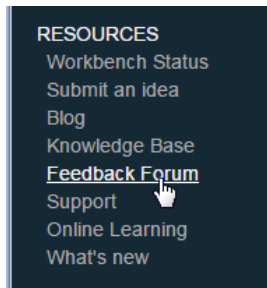 RESOURCES
Workbench Status
Submit an idea
Blog
Knowledge Base
Feedback Forum
Support
Online Learning
What's new